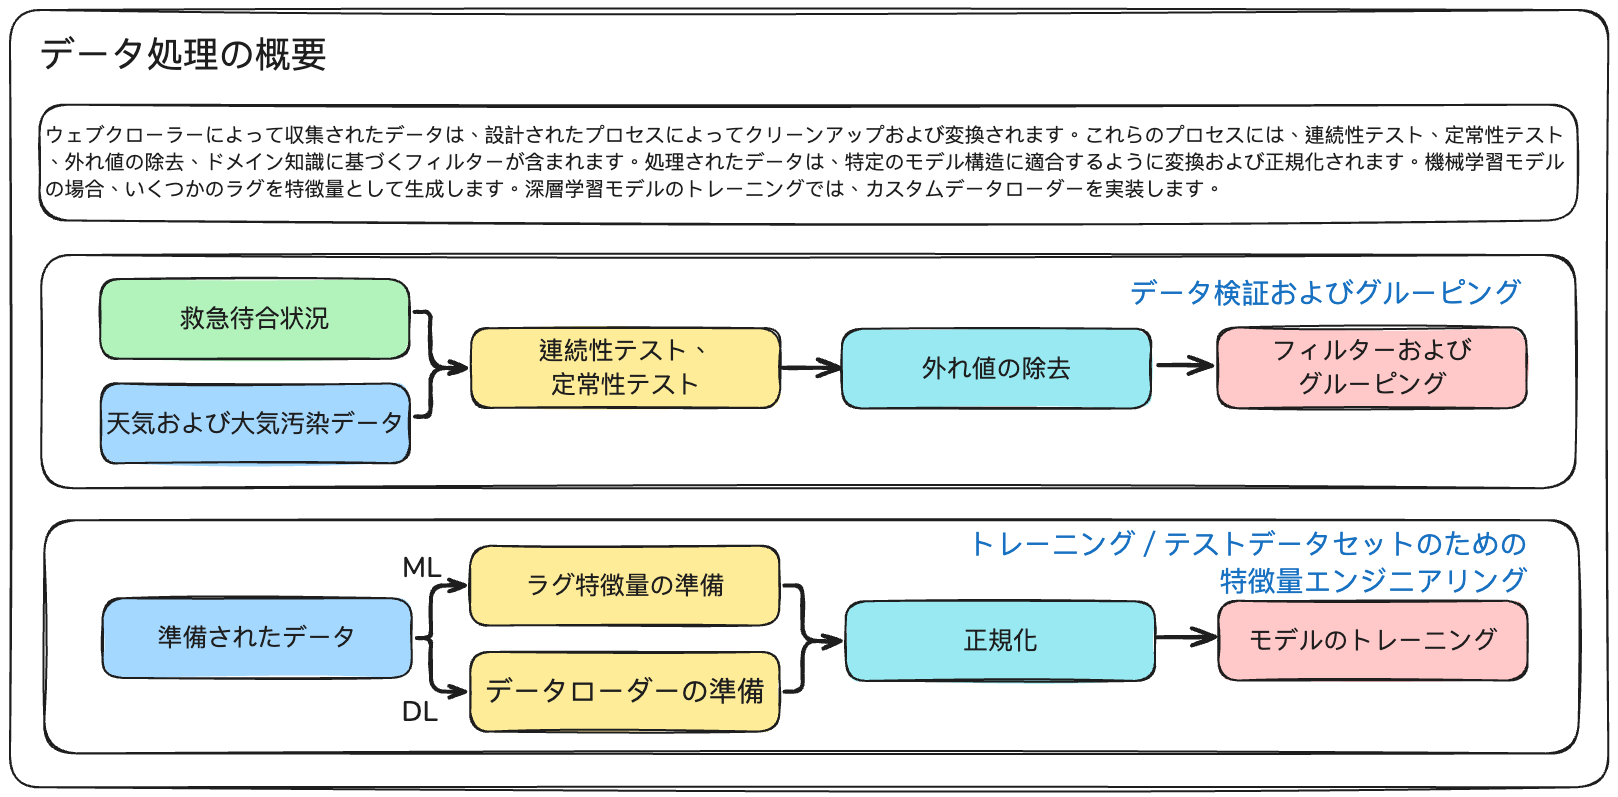 データ処理の概要
ウェブクローラーによって収集されたデータは、設計されたプロセスによってクリーンアップおよび変換されます。これらのプロセスには、連続性テスト、定常性テスト
、外れ値の除去、ドメイン知識に基づくフィルターが含まれます。処理されたデータは、特定のモデル構造に適合するように変換および正規化されます。機械学習モデル
の場合、いくつかのラグを特徴量として生成します。深層学習モデルのトレーニングでは、カスタムデータローダーを実装します。
データ検証およびグルーピング
救急待合状況
天気および大気汚染データ
連続性テスト、
定常性テスト
外れ値の除去
フィルターおよび
グルーピング
トレーニング / テストデータセットのための
特徴量エンジニアリング
準備されたデータ
ML
DL
ラグ特徴量の準備
データローダーの準備
正規化
モデルのトレーニング